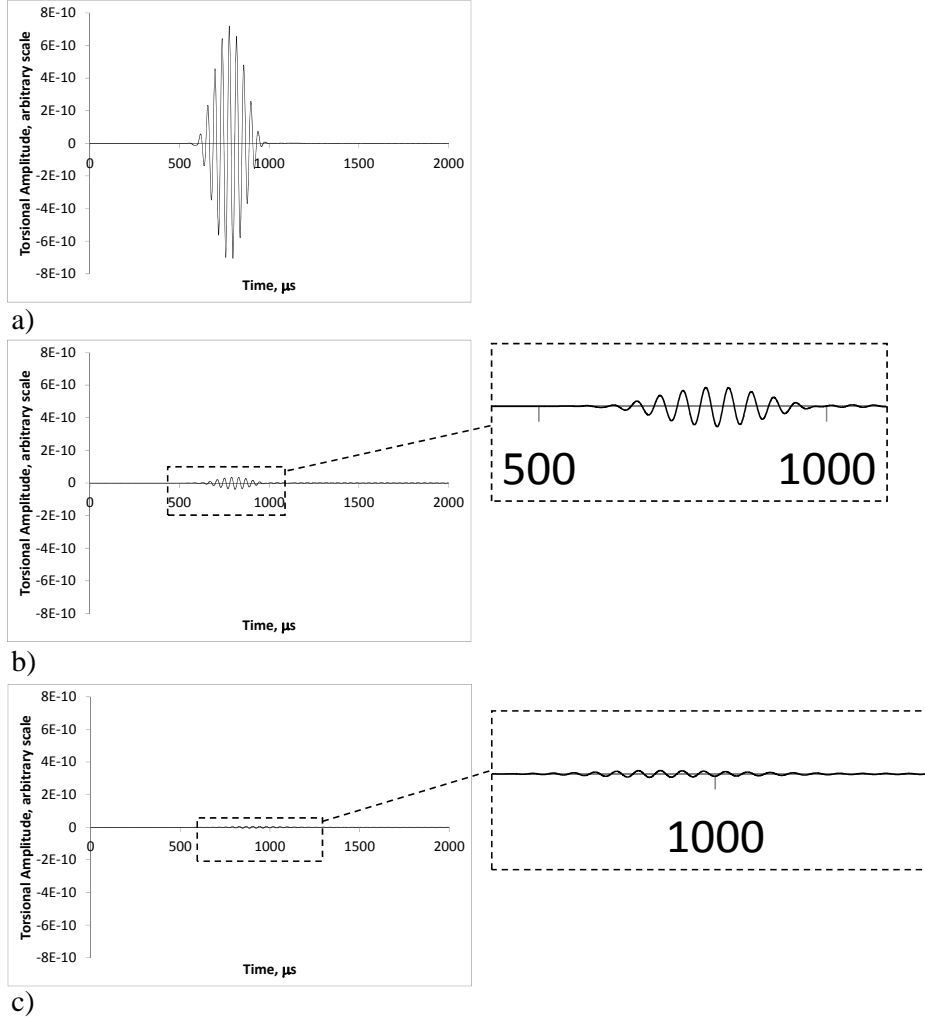 Torsional Amplitude, arbitrary scale
8E-10
6E-10
4E-10
2E-10
0
-2E-10
-4E-10
-6E-10
-8E-10
0 500 1000 1500 2000
Time, μs
a)
Torsional Amplitude, arbitrary scale
8E-10
6E-10
4E-10
2E-10
0
-2E-10
-4E-10
-6E-10
-8E-10
0 500 1000 1500 2000
Time, μs
500 1000
b)
Torsional Amplitude, arbitrary scale
8E-10
6E-10
4E-10
2E-10
0
-2E-10
-4E-10
-6E-10
-8E-10
0 500 1000 1500 2000
Time, μs
1000
c)